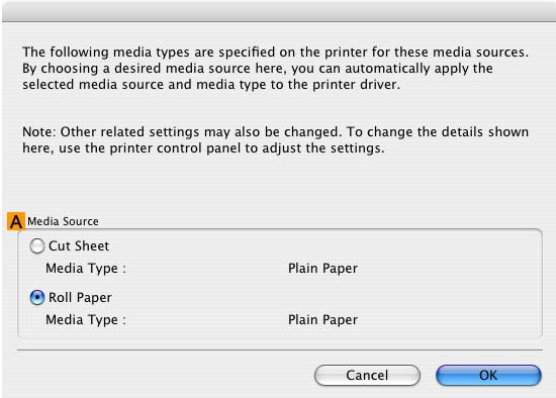 The following media types are specified on the printer for these media sources.
By choosing a desired media source here, you can automatically apply the
selected media source and media type to the printer driver.
Note: Other related settings may also be changed. To change the details shown
here, use the printer control panel to adjust the settings.
A Media Source
Cut Sheet
Media Type : Plain Paper
Roll Paper
Media Type : Plain Paper
Cancel OK